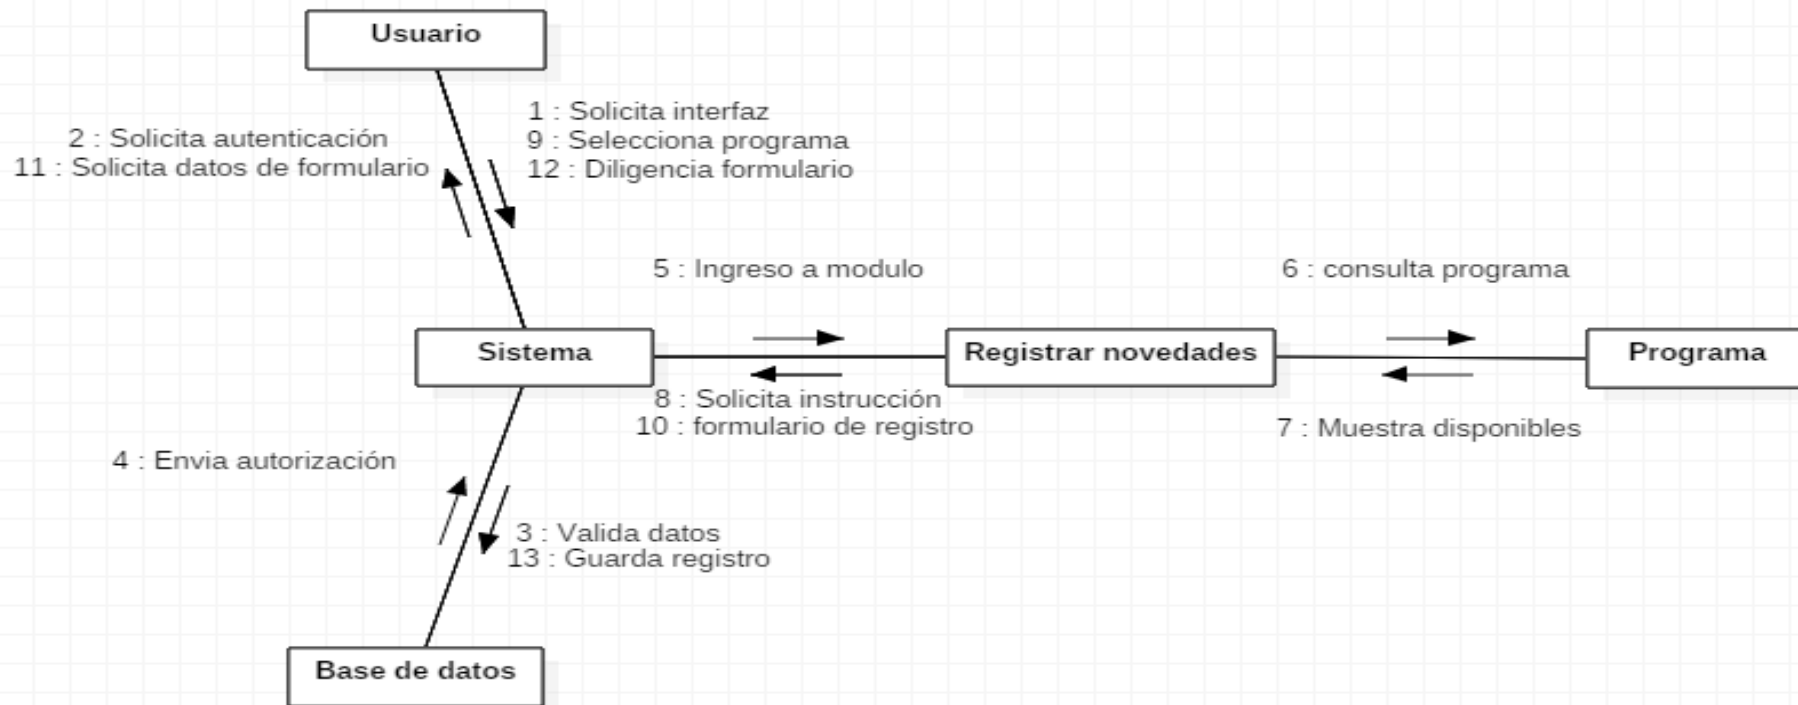 Usuario
1 : Solicita interfaz
2 : Solicita autenticación
9 : Selecciona programa
11 : Solicita datos de formulario
12 : Diligencia formulario
5 : Ingreso a modulo
6 : consulta programa
Sistema
Registrar novedades
Programa
8 : Solicita instrucción
10 : formulario de registro
7 : Muestra disponibles
4 : Envia autorización
3 : Valida datos
13 : Guarda registro
Base de datos